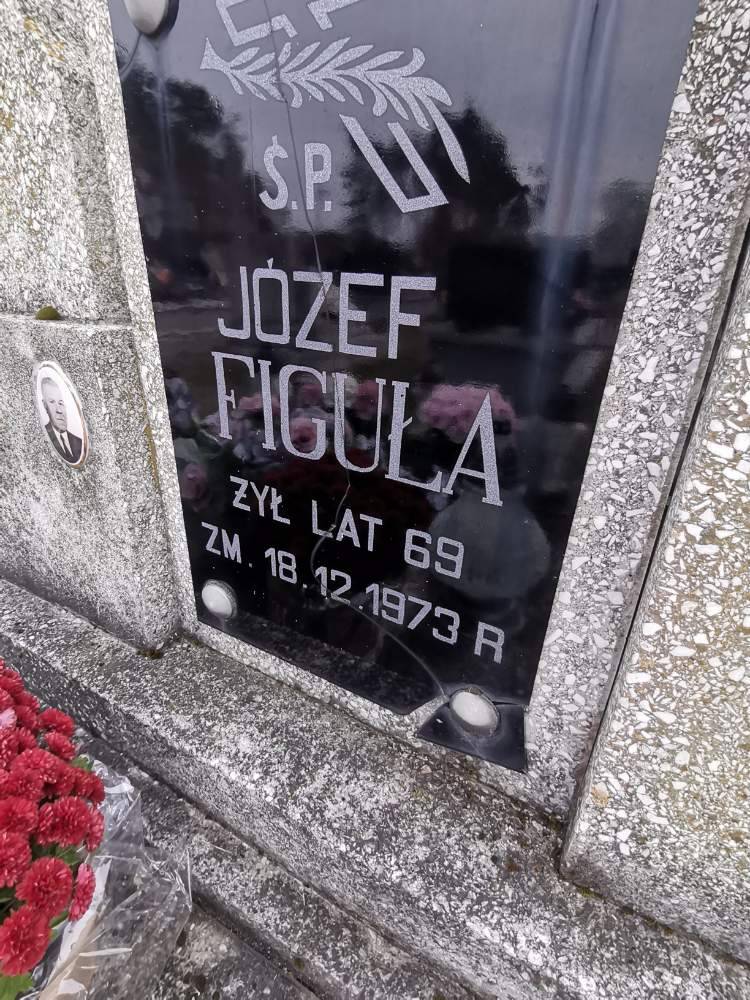 Ś.P.
JÓZEF
FIGUŁA
ŻYŁ LAT 69
ZM. 18.12.1973 R